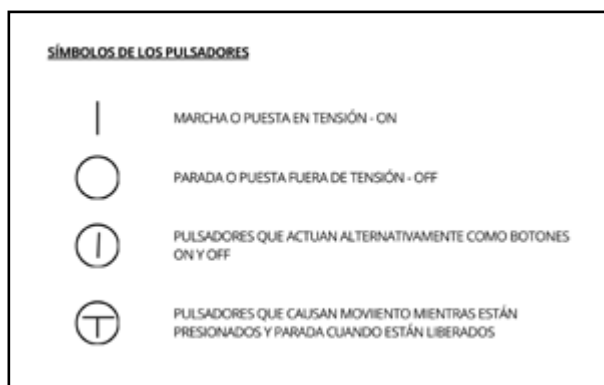 SÍMBOLOS DE LOS PULSADORES
MARCHA O PUESTA EN TENSIÓN - ON
PARADA O PUESTA FUERA DE TENSIÓN - OFF
PULSADORES QUE ACTUAN ALTERNATIVAMENTE COMO BOTONES
ON Y OFF
PULSADORES QUE CAUSAN MOVIIENTO MIENTRAS ESTÁN
PRESIONADOS Y PARADA CUANDO ESTÁN LIBERADOS